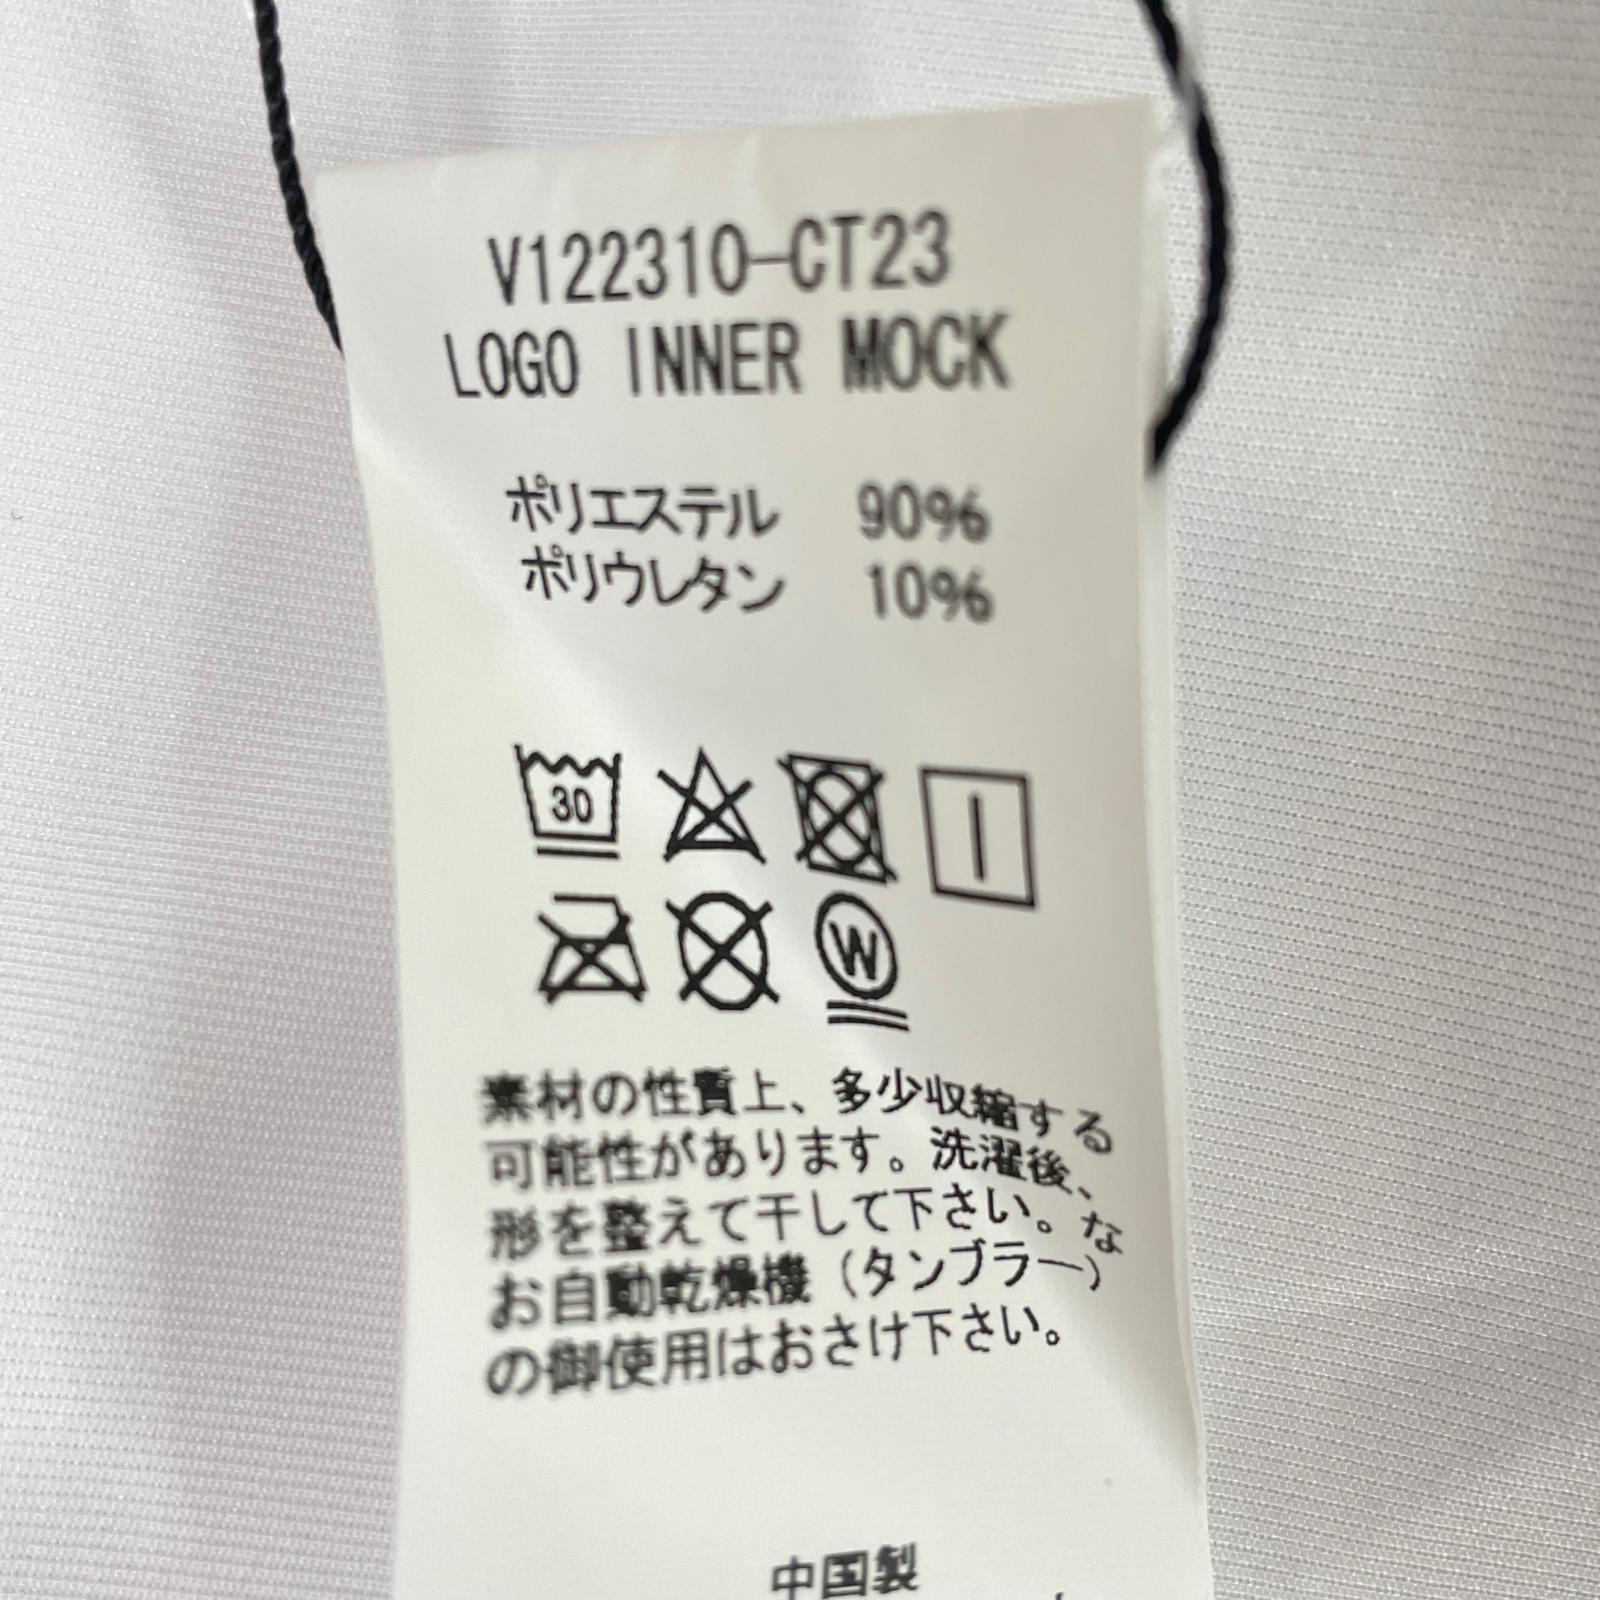 V122310-CT23
LOGO INNER MOCK
ポリエステル 90%
ポリウレタン 10%
30
W
素材の性質上、多少収縮する
可能性があります。洗濯後、
形を整えて干して下さい。な
お自動乾燥機（タンブラー）
の御使用はおさけ下さい。
中国製